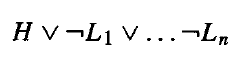 H ∨ ¬L₁ ∨ …¬Lₙ